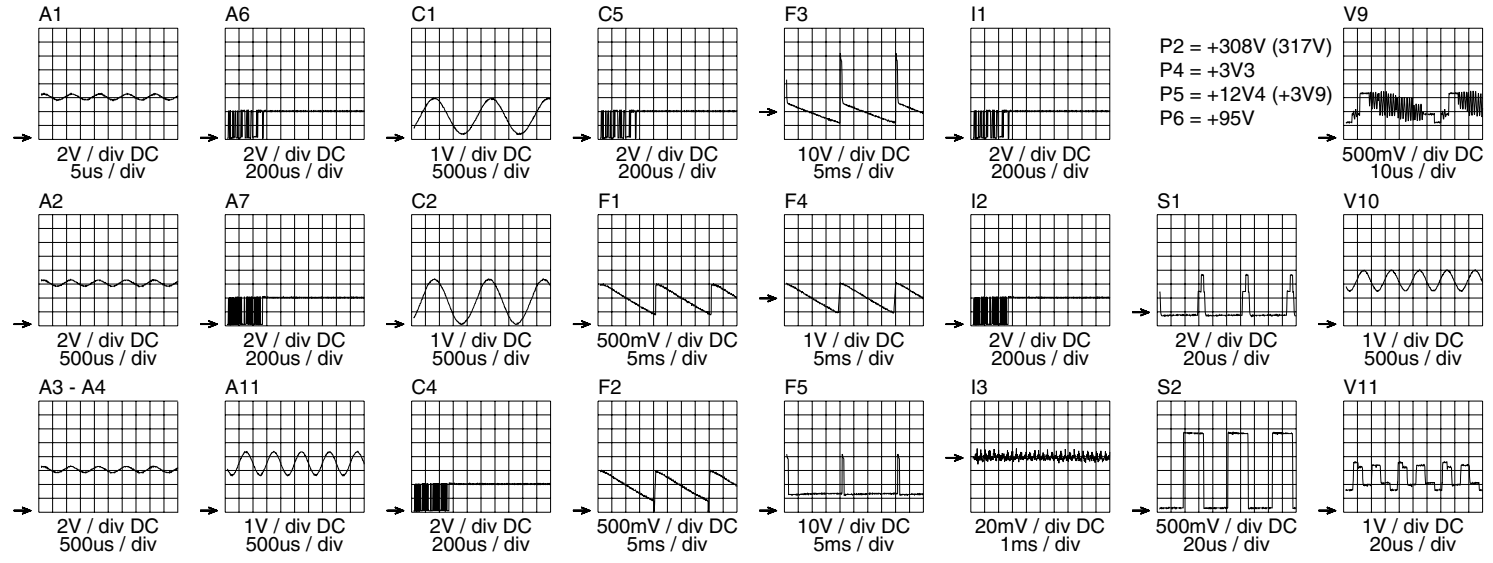 A1
2V / div DC
5us / div
A6
2V / div DC
200us / div
C1
1V / div DC
500us / div
C5
2V / div DC
200us / div
F3
10V / div DC
5ms / div
I1
2V / div DC
200us / div
P2 = +308V (317V)
P4 = +3V3
P5 = +12V4 (+3V9)
P6 = +95V
V9
500mV / div DC
10us / div
A2
2V / div DC
500us / div
A7
2V / div DC
200us / div
C2
1V / div DC
500us / div
F1
500mV / div DC
5ms / div
F4
1V / div DC
5ms / div
I2
2V / div DC
200us / div
S1
2V / div DC
20us / div
V10
1V / div DC
500us / div
A3 - A4
2V / div DC
500us / div
A11
1V / div DC
500us / div
C4
2V / div DC
200us / div
F2
500mV / div DC
5ms / div
F5
10V / div DC
5ms / div
I3
20mV / div DC
1ms / div
S2
500mV / div DC
20us / div
V11
1V / div DC
20us / div